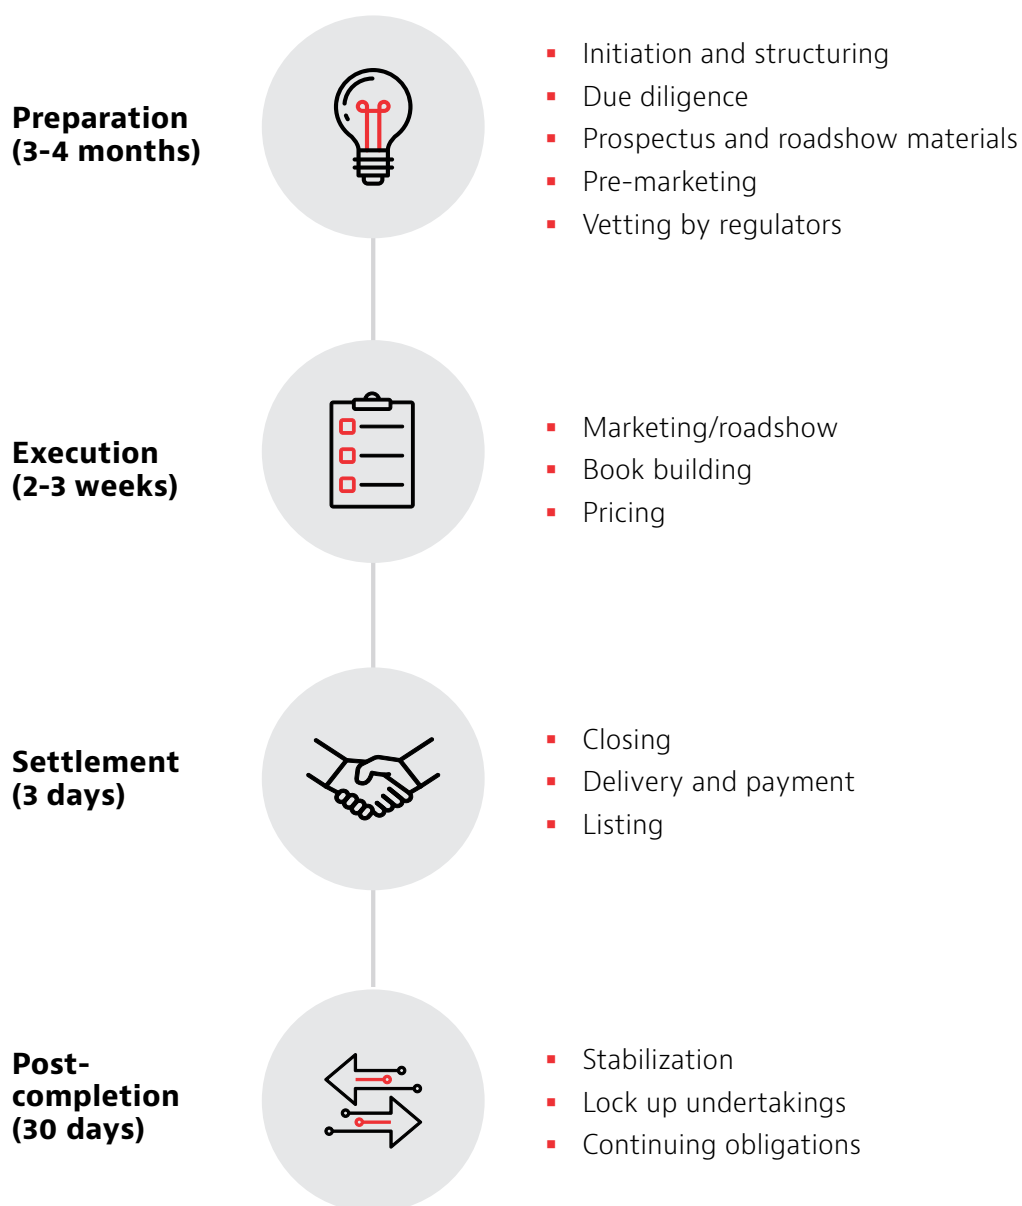 Preparation
(3-4 months)
▪ Initiation and structuring
▪ Due diligence
▪ Prospectus and roadshow materials
▪ Pre-marketing
▪ Vetting by regulators
Execution
(2-3 weeks)
▪ Marketing/roadshow
▪ Book building
▪ Pricing
Settlement
(3 days)
▪ Closing
▪ Delivery and payment
▪ Listing
Post-
completion
(30 days)
▪ Stabilization
▪ Lock up undertakings
▪ Continuing obligations